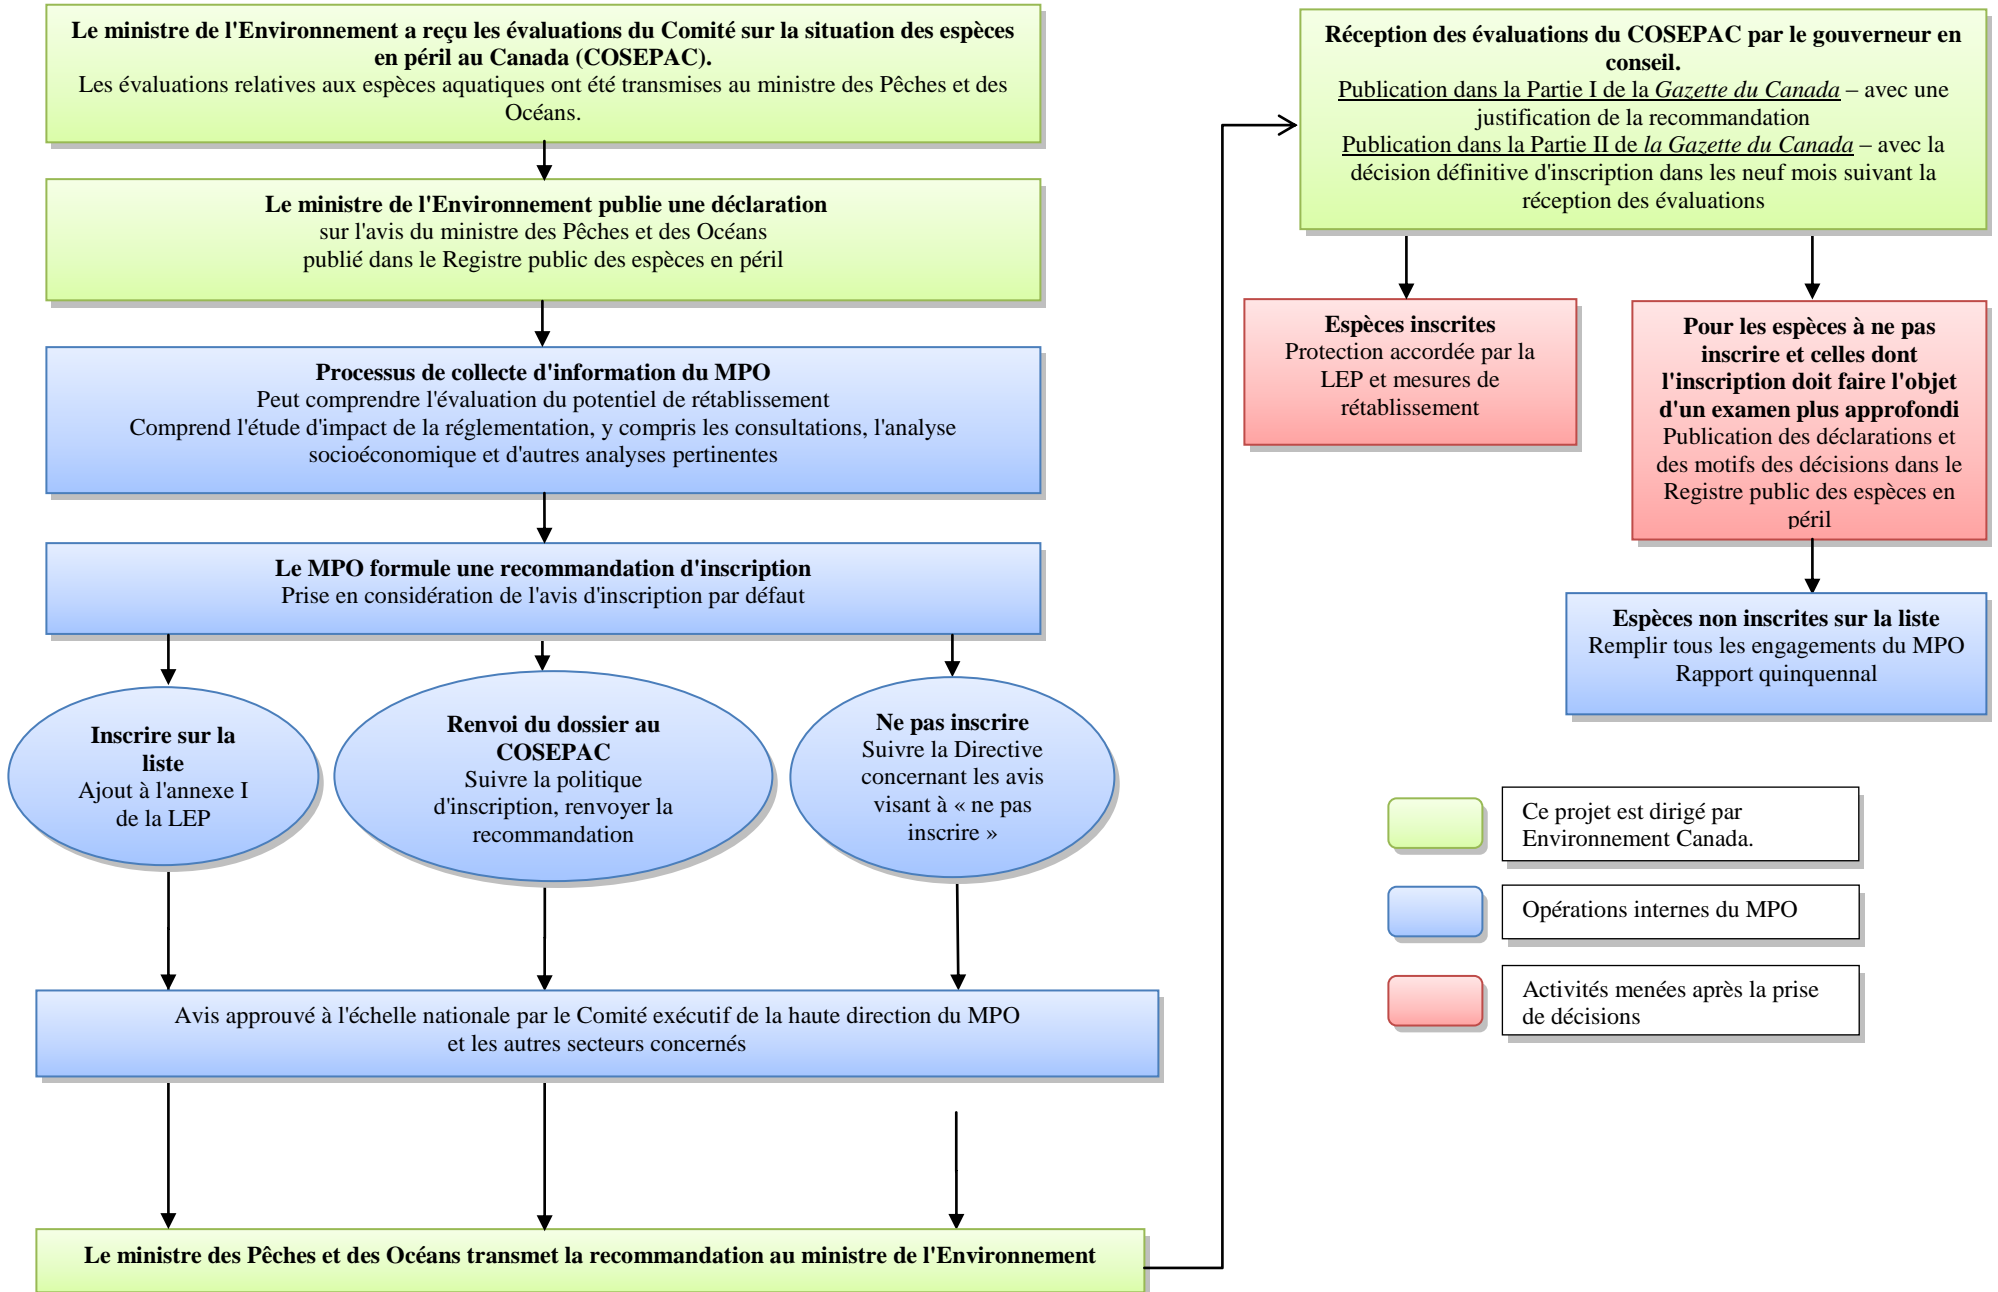 Le ministre de l'Environnement a reçu les évaluations du Comité sur la situation des espèces
en péril au Canada (COSEPAC).
Les évaluations relatives aux espèces aquatiques ont été transmises au ministre des Pêches et des
Océans.
Le ministre de l'Environnement publie une déclaration
sur l'avis du ministre des Pêches et des Océans
publié dans le Registre public des espèces en péril
Processus de collecte d'information du MPO
Peut comprendre l'évaluation du potentiel de rétablissement
Comprend l'étude d'impact de la réglementation, y compris les consultations, l'analyse
socioéconomique et d'autres analyses pertinentes
Le MPO formule une recommandation d'inscription
Prise en considération de l'avis d'inscription par défaut
Inscrire sur la
liste
Ajout à l'annexe I
de la LEP
Renvoi du dossier au
COSEPAC
Suivre la politique
d'inscription, renvoyer la
recommandation
Ne pas inscrire
Suivre la Directive
concernant les avis
visant à « ne pas
inscrire »
Avis approuvé à l'échelle nationale par le Comité exécutif de la haute direction du MPO
et les autres secteurs concernés
Le ministre des Pêches et des Océans transmet la recommandation au ministre de l'Environnement
Réception des évaluations du COSEPAC par le gouverneur en
conseil.
Publication dans la Partie I de la Gazette du Canada – avec une
justification de la recommandation
Publication dans la Partie II de la Gazette du Canada – avec la
décision définitive d'inscription dans les neuf mois suivant la
réception des évaluations
Espèces inscrites
Protection accordée par la
LEP et mesures de
rétablissement
Pour les espèces à ne pas
inscrire et celles dont
l'inscription doit faire l'objet
d'un examen plus approfondi
Publication des déclarations et
des motifs des décisions dans le
Registre public des espèces en
péril
Espèces non inscrites sur la liste
Remplir tous les engagements du MPO
Rapport quinquennal
Ce projet est dirigé par
Environnement Canada.
Opérations internes du MPO
Activités menées après la prise
de décisions